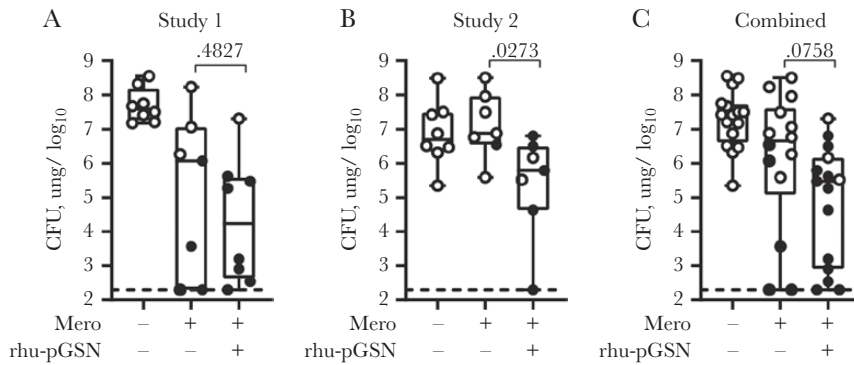 A Study 1
.4827
CFU, ung/ log10
9
8
7
6
5
4
3
2
Mero – + +
rhu-pGSN – – +
B Study 2
.0273
CFU, ung/ log10
9
8
7
6
5
4
3
2
Mero – + +
rhu-pGSN – – +
C Combined
.0758
CFU, ung/ log10
9
8
7
6
5
4
3
2
Mero – + +
rhu-pGSN – – +